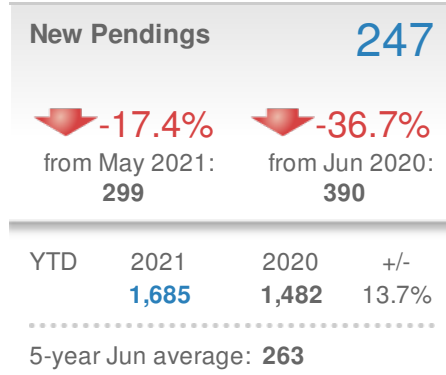 New Pendings 247
-17.4% -36.7%
from May 2021: from Jun 2020:
299 390
YTD 2021 2020 +/-
1,685 1,482 13.7%
5-year Jun average: 263